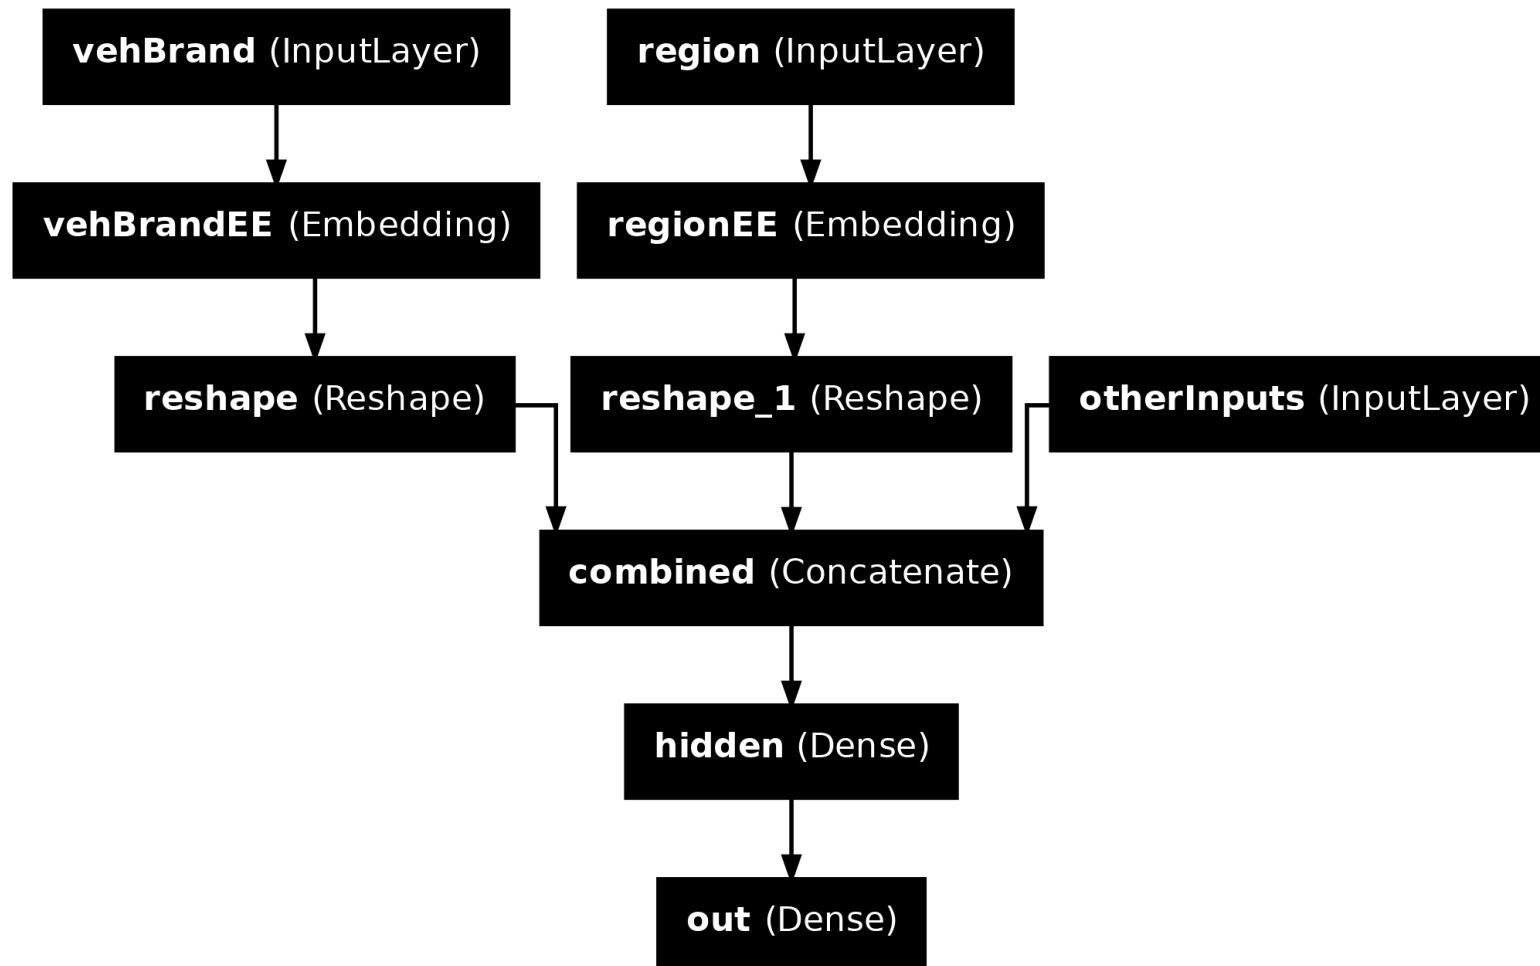 vehBrand (InputLayer)
region (InputLayer)
vehBrandEE (Embedding)
regionEE (Embedding)
reshape (Reshape)
reshape_1 (Reshape)
otherInputs (InputLayer)
combined (Concatenate)
hidden (Dense)
out (Dense)